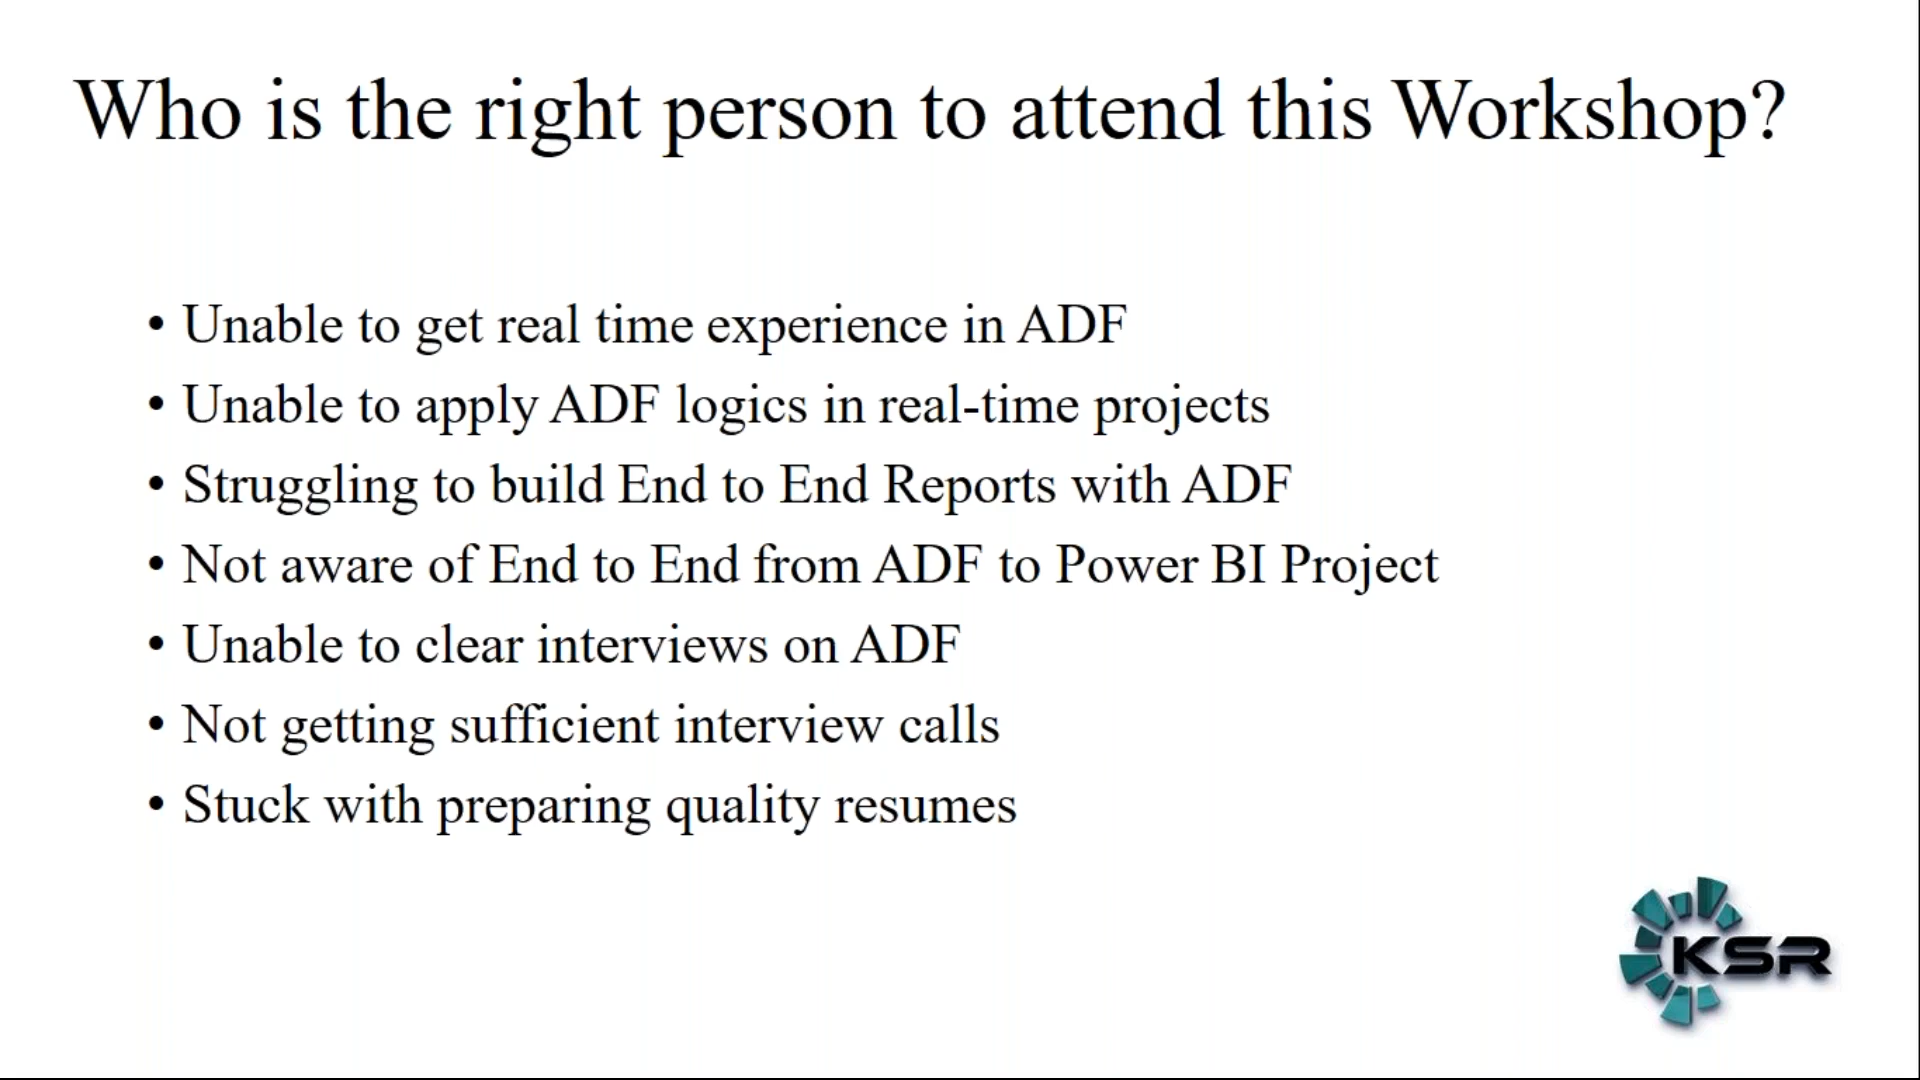 Who is the right person to attend this Workshop?
• Unable to get real time experience in ADF
• Unable to apply ADF logics in real-time projects
• Struggling to build End to End Reports with ADF
• Not aware of End to End from ADF to Power BI Project
• Unable to clear interviews on ADF
• Not getting sufficient interview calls
• Stuck with preparing quality resumes
KSR